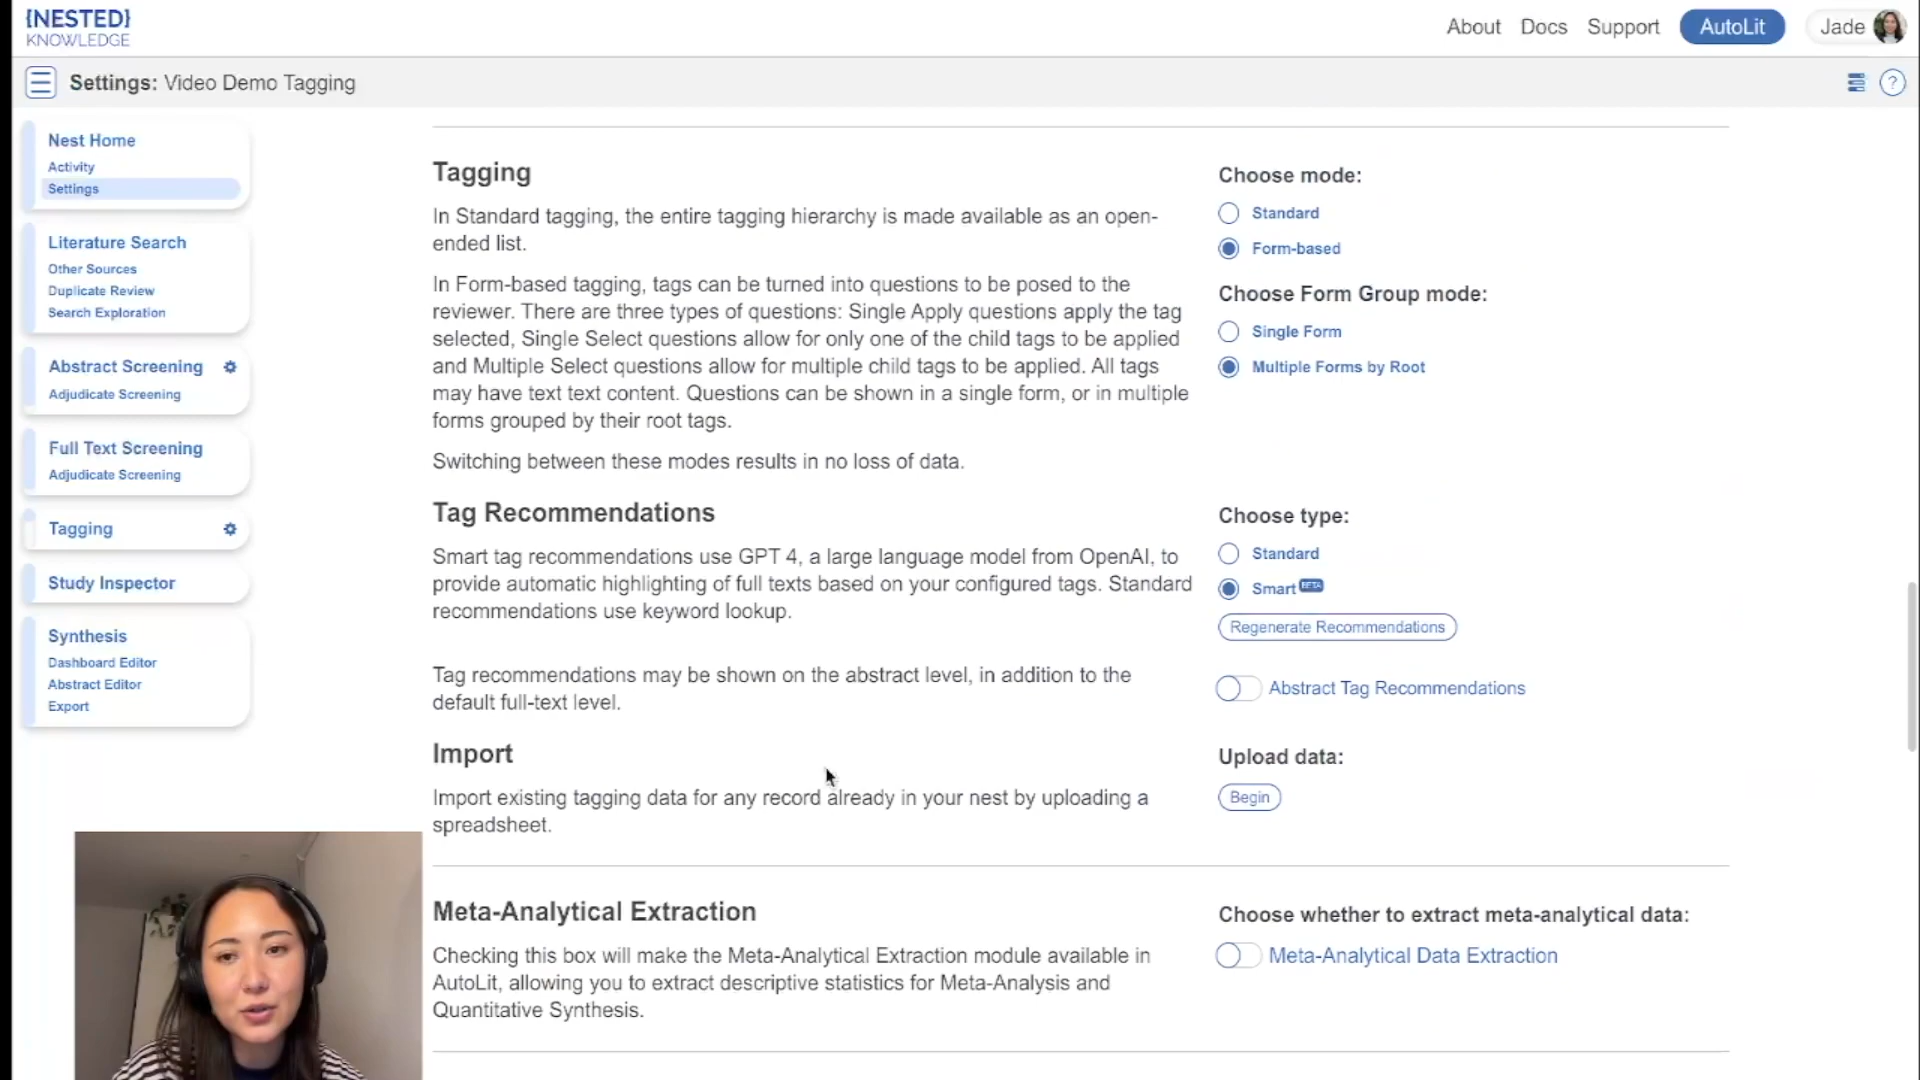 {NESTED}
KNOWLEDGE
About Docs Support AutoLit Jade
Settings: Video Demo Tagging
?
Nest Home
Activity
Settings
Literature Search
Other Sources
Duplicate Review
Search Exploration
Abstract Screening
Adjudicate Screening
Full Text Screening
Adjudicate Screening
Tagging
Study Inspector
Synthesis
Dashboard Editor
Abstract Editor
Export
Tagging
In Standard tagging, the entire tagging hierarchy is made available as an open-
ended list.
In Form-based tagging, tags can be turned into questions to be posed to the
reviewer. There are three types of questions: Single Apply questions apply the tag
selected, Single Select questions allow for only one of the child tags to be applied
and Multiple Select questions allow for multiple child tags to be applied. All tags
may have text text content. Questions can be shown in a single form, or in multiple
forms grouped by their root tags.
Switching between these modes results in no loss of data.
Choose mode:
Standard
Form-based
Choose Form Group mode:
Single Form
Multiple Forms by Root
Tag Recommendations
Smart tag recommendations use GPT 4, a large language model from OpenAI, to
provide automatic highlighting of full texts based on your configured tags. Standard
recommendations use keyword lookup.
Tag recommendations may be shown on the abstract level, in addition to the
default full-text level.
Choose type:
Standard
Smart BETA
Regenerate Recommendations
Abstract Tag Recommendations
Import
Import existing tagging data for any record already in your nest by uploading a
spreadsheet.
Upload data:
Begin
Meta-Analytical Extraction
Checking this box will make the Meta-Analytical Extraction module available in
AutoLit, allowing you to extract descriptive statistics for Meta-Analysis and
Quantitative Synthesis.
Choose whether to extract meta-analytical data:
Meta-Analytical Data Extraction